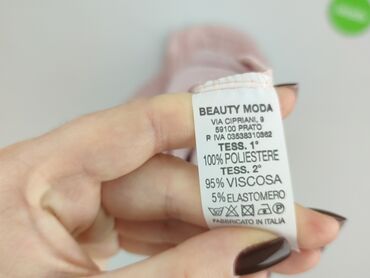 BEAUTY MODA
VIA CIPRIANI, 9
59100 PRATO
P. IVA 03538310362
TESS. 1°
100% POLIESTERE
TESS. 2°
95% VISCOSA
5% ELASTOMERO
FABBRICATO IN ITALIA